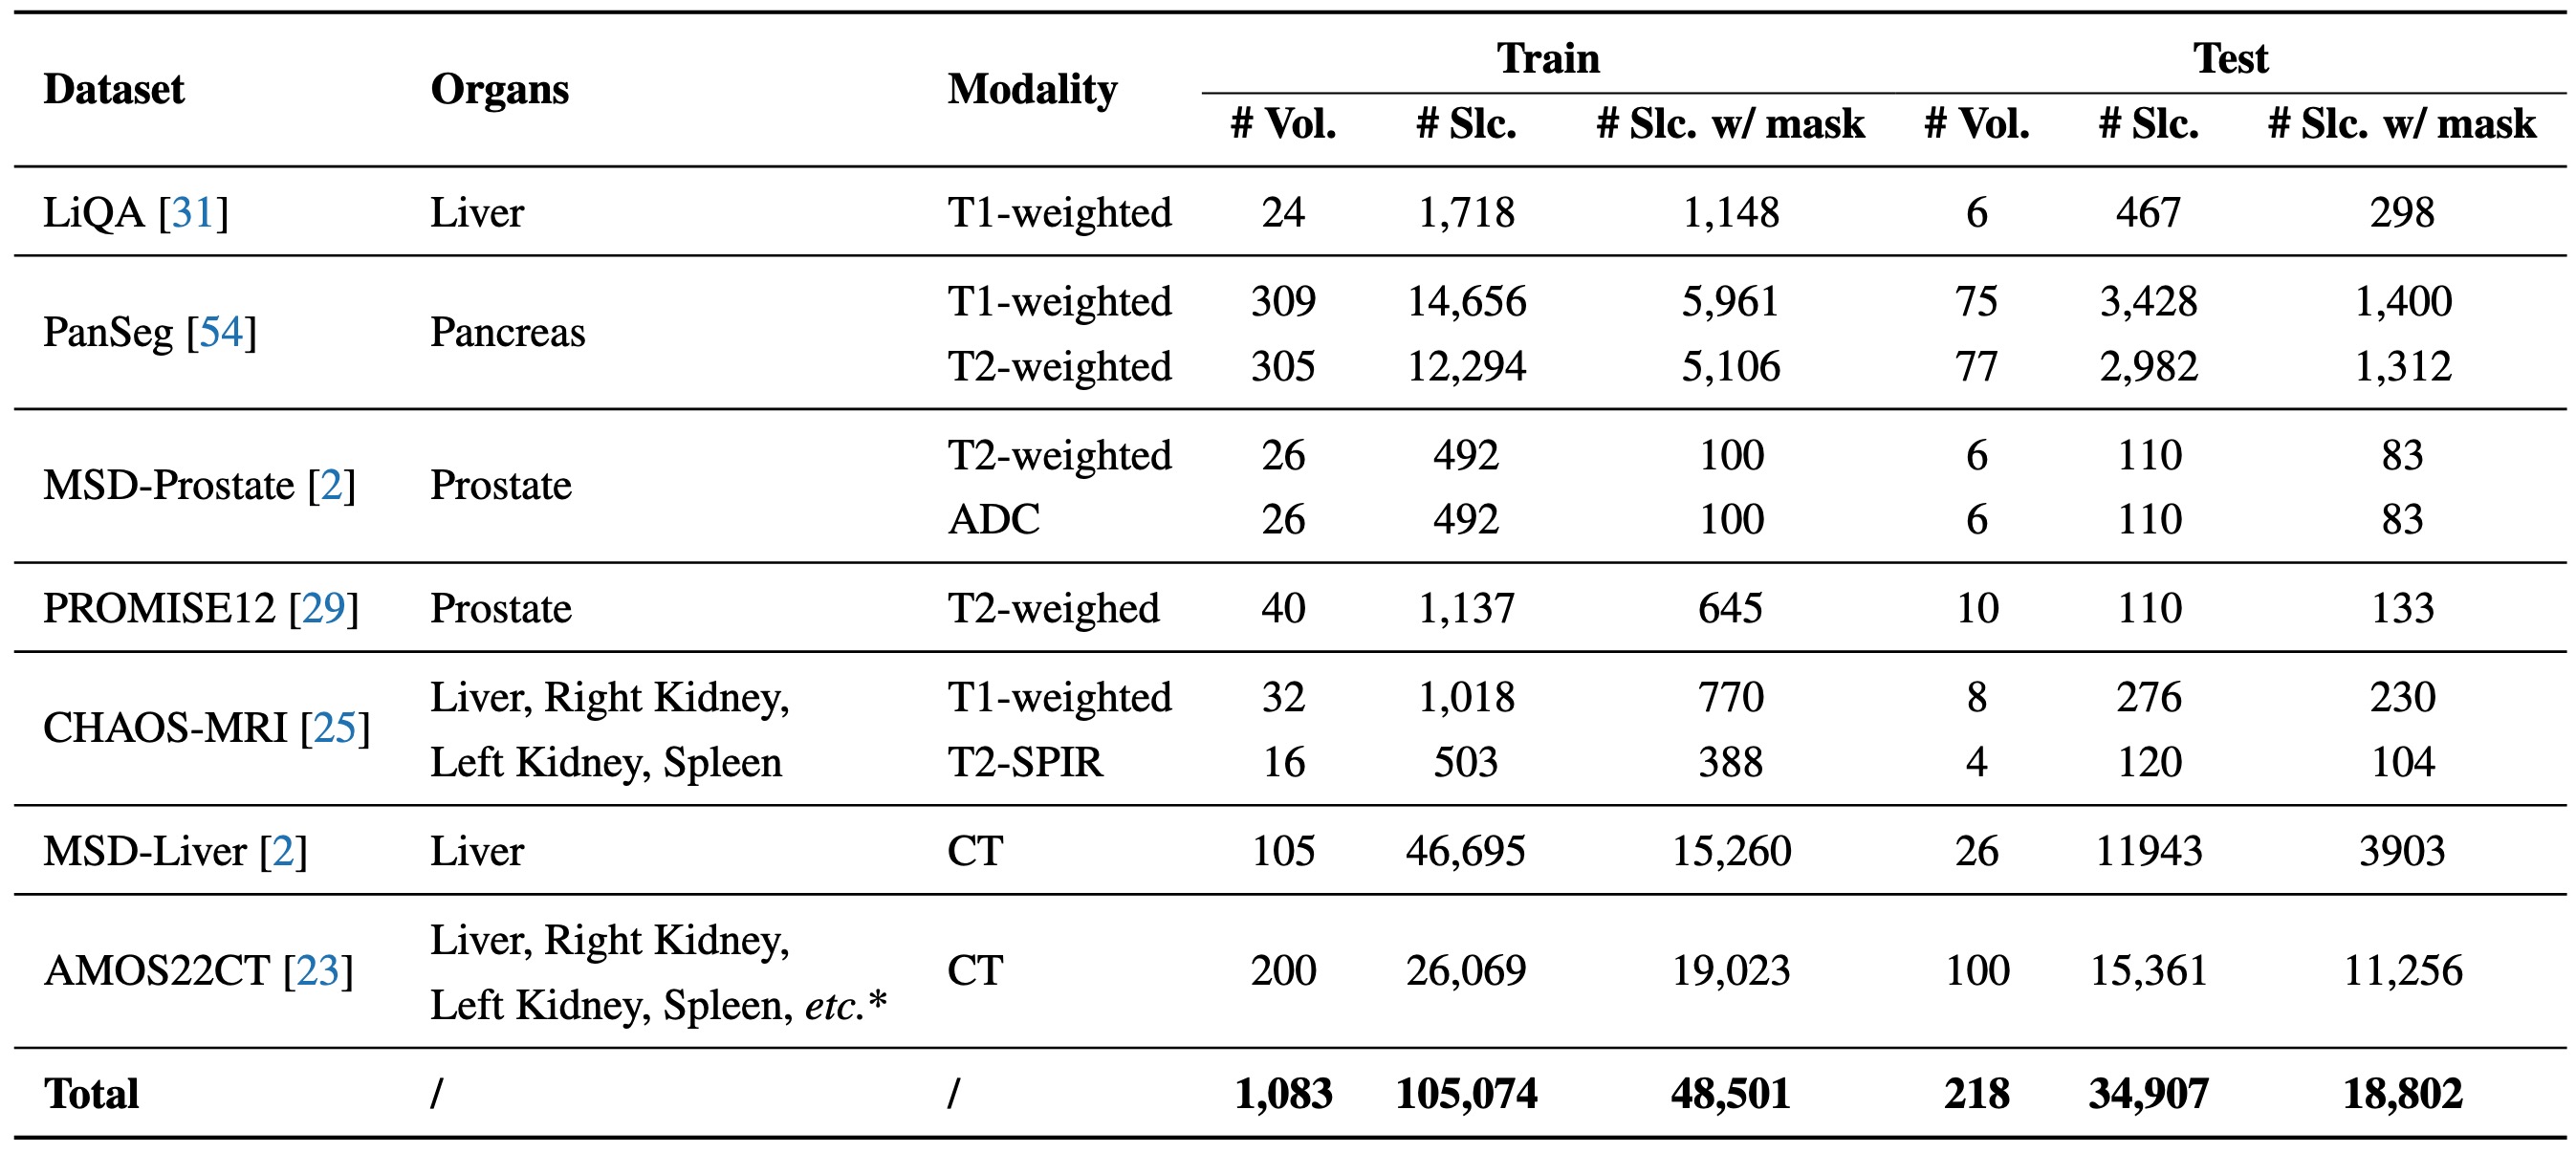 Dataset Organs Modality Train Test
# Vol. # Slc. # Slc. w/ mask # Vol. # Slc. # Slc. w/ mask
LiQA [31] Liver T1-weighted 24 1,718 1,148 6 467 298
PanSeg [54] Pancreas T1-weighted 309 14,656 5,961 75 3,428 1,400
T2-weighted 305 12,294 5,106 77 2,982 1,312
MSD-Prostate [2] Prostate T2-weighted 26 492 100 6 110 83
ADC 26 492 100 6 110 83
PROMISE12 [29] Prostate T2-weighed 40 1,137 645 10 110 133
CHAOS-MRI [25] Liver, Right Kidney, T1-weighted 32 1,018 770 8 276 230
Left Kidney, Spleen T2-SPIR 16 503 388 4 120 104
MSD-Liver [2] Liver CT 105 46,695 15,260 26 11943 3903
AMOS22CT [23] Liver, Right Kidney, CT 200 26,069 19,023 100 15,361 11,256
Left Kidney, Spleen, etc.*
Total / / 1,083 105,074 48,501 218 34,907 18,802